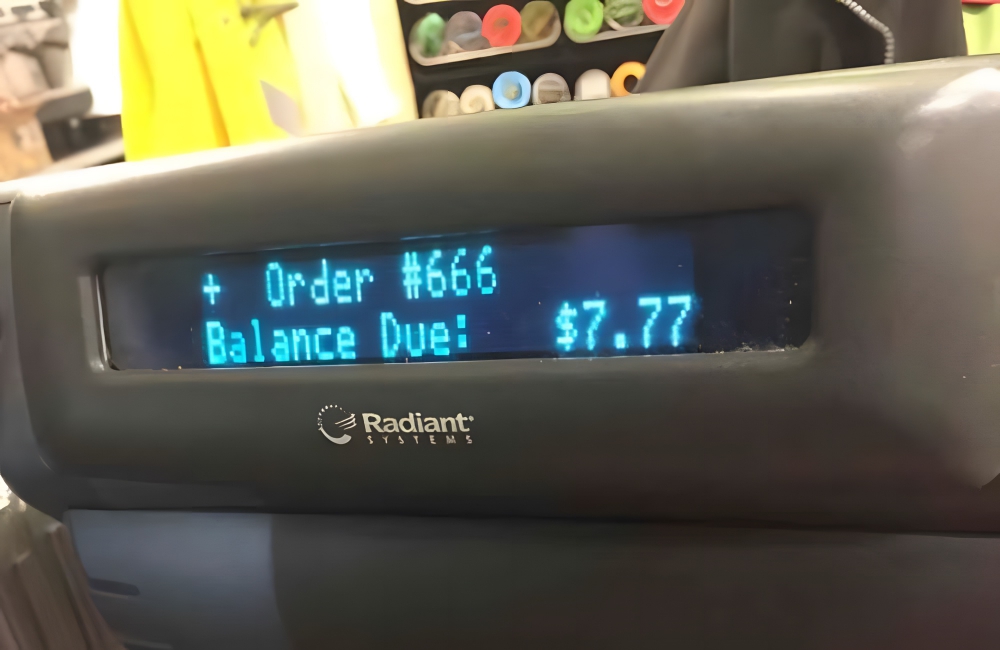 + Order #666
Balance Due: $7.77
Radiant
SYSTEMS